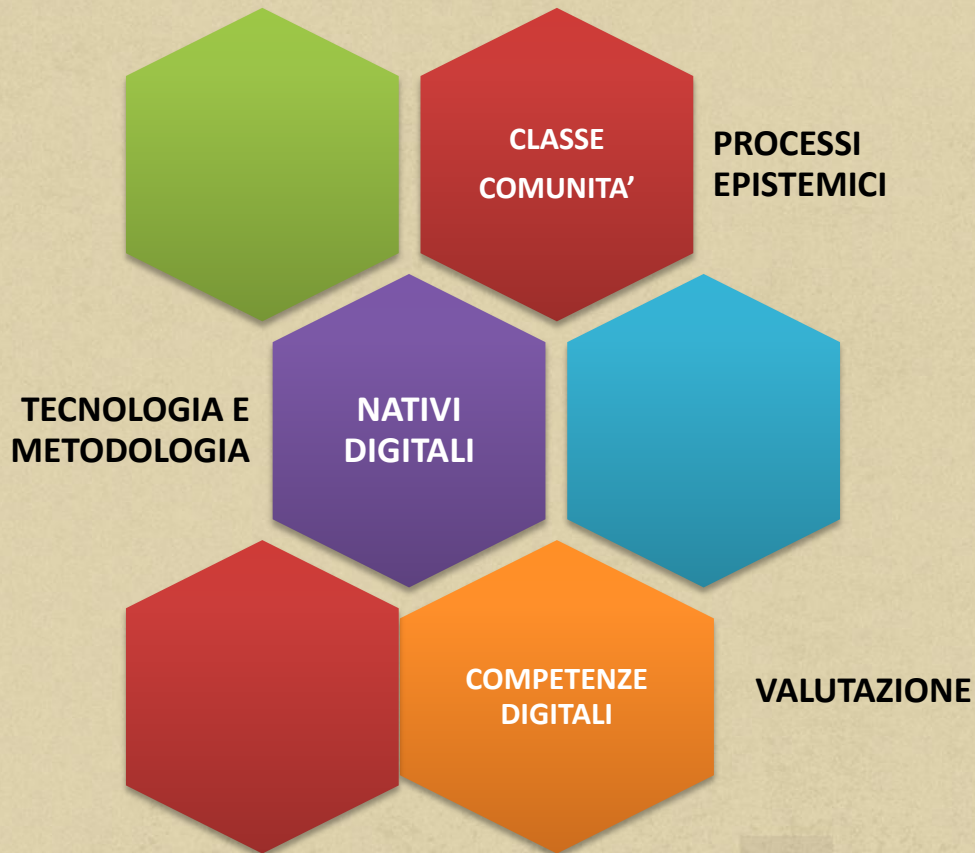 CLASSE
COMUNITA’
PROCESSI
EPISTEMICI
TECNOLOGIA E
METODOLOGIA
NATIVI
DIGITALI
COMPETENZE
DIGITALI
VALUTAZIONE